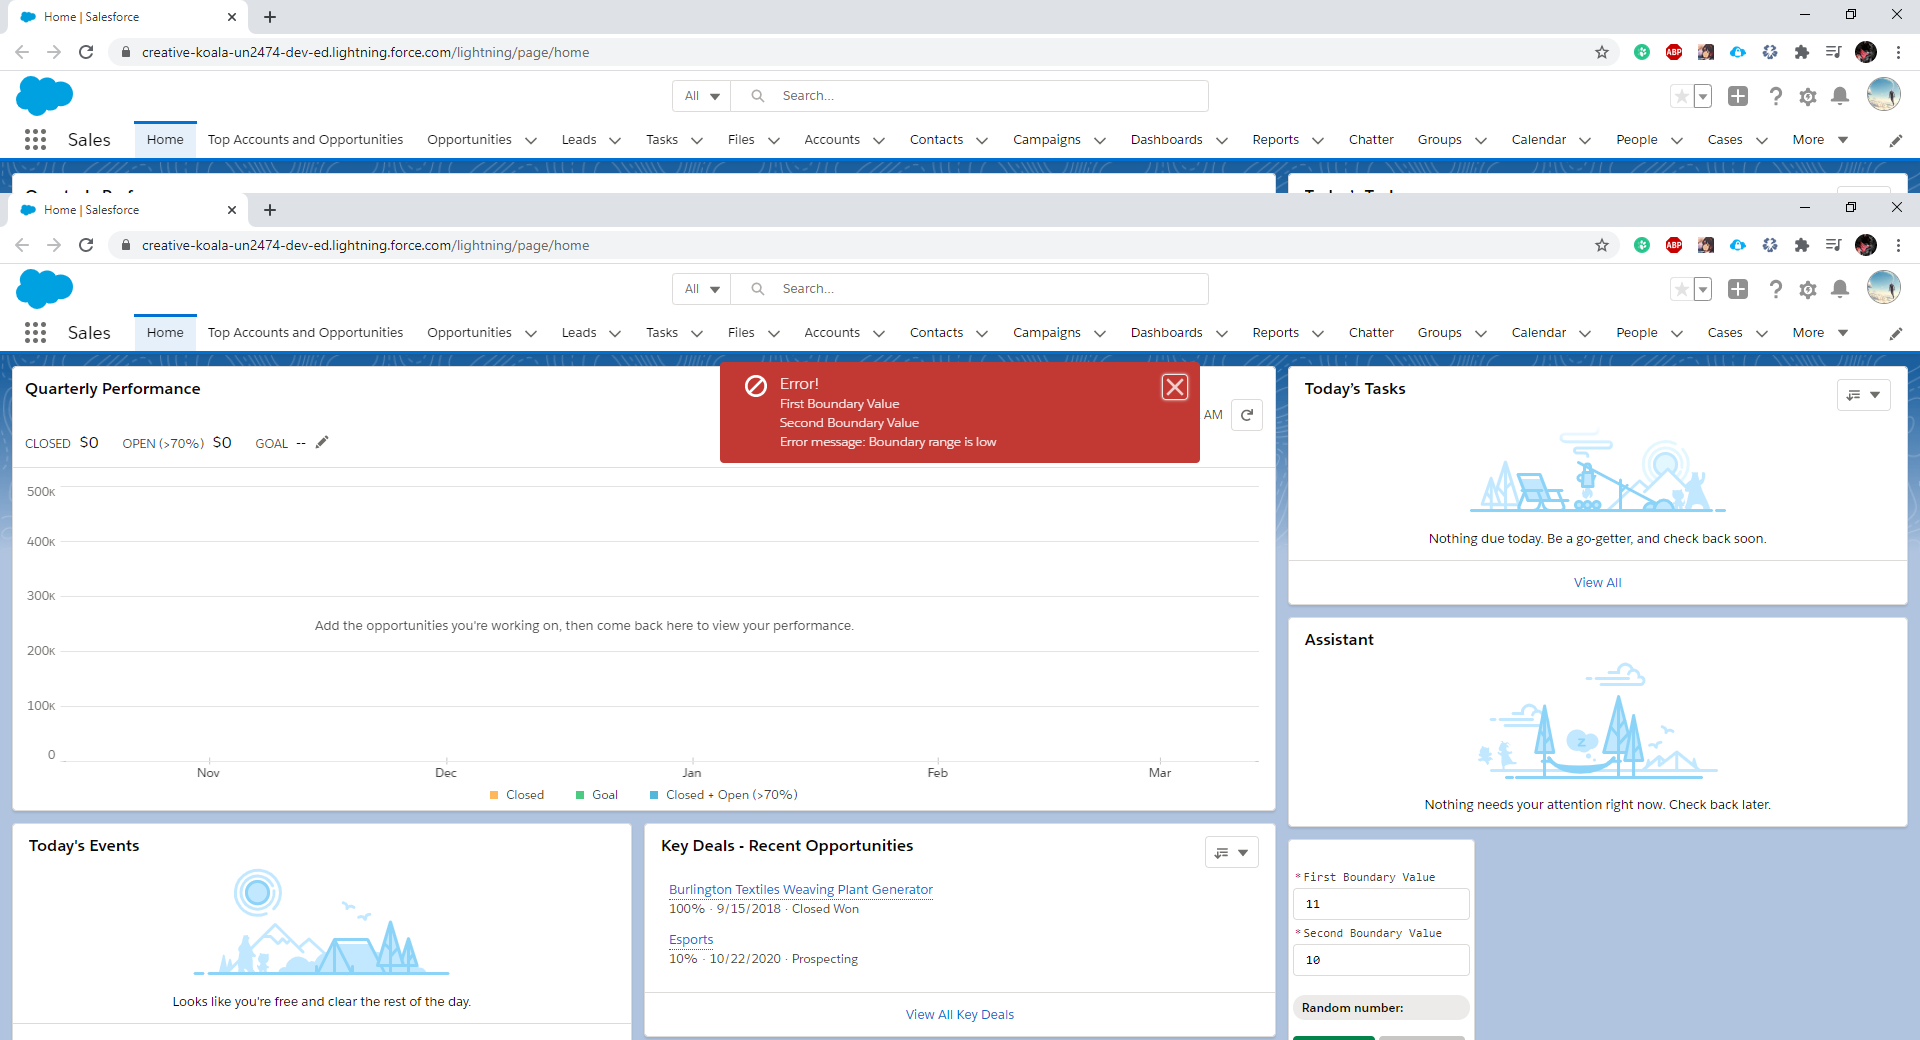 Home | Salesforce
creative-koala-un2474-dev-ed.lightning.force.com/lightning/page/home
ABP
All Search...
Sales Home Top Accounts and Opportunities Opportunities Leads Tasks Files Accounts Contacts Campaigns Dashboards Reports Chatter Groups Calendar People Cases More
Home | Salesforce
creative-koala-un2474-dev-ed.lightning.force.com/lightning/page/home
ABP
All Search...
Sales Home Top Accounts and Opportunities Opportunities Leads Tasks Files Accounts Contacts Campaigns Dashboards Reports Chatter Groups Calendar People Cases More
Quarterly Performance
CLOSED $0 OPEN (>70%) $0 GOAL --
AM
Error!
First Boundary Value
Second Boundary Value
Error message: Boundary range is low
500K
400K
300K
200K
100K
0
Add the opportunities you're working on, then come back here to view your performance.
Nov Dec Jan Feb Mar
Closed Goal Closed + Open (>70%)
Today’s Tasks
Nothing due today. Be a go-getter, and check back soon.
View All
Assistant
z
Nothing needs your attention right now. Check back later.
Today's Events
Looks like you're free and clear the rest of the day.
Key Deals - Recent Opportunities
Burlington Textiles Weaving Plant Generator
100% · 9/15/2018 · Closed Won
Esports
10% · 10/22/2020 · Prospecting
View All Key Deals
*First Boundary Value
11
*Second Boundary Value
10
Random number: